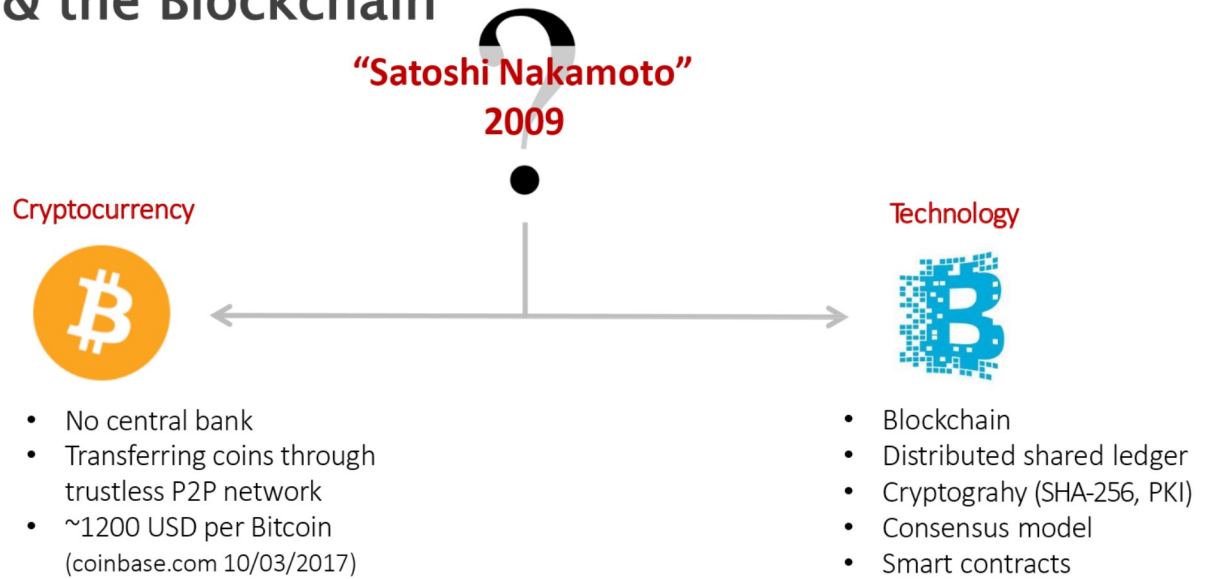 & the Blockchain
?
“Satoshi Nakamoto”
2009
Cryptocurrency
• No central bank
• Transferring coins through
trustless P2P network
• ~1200 USD per Bitcoin
(coinbase.com 10/03/2017)
Technology
• Blockchain
• Distributed shared ledger
• Cryptograhy (SHA-256, PKI)
• Consensus model
• Smart contracts